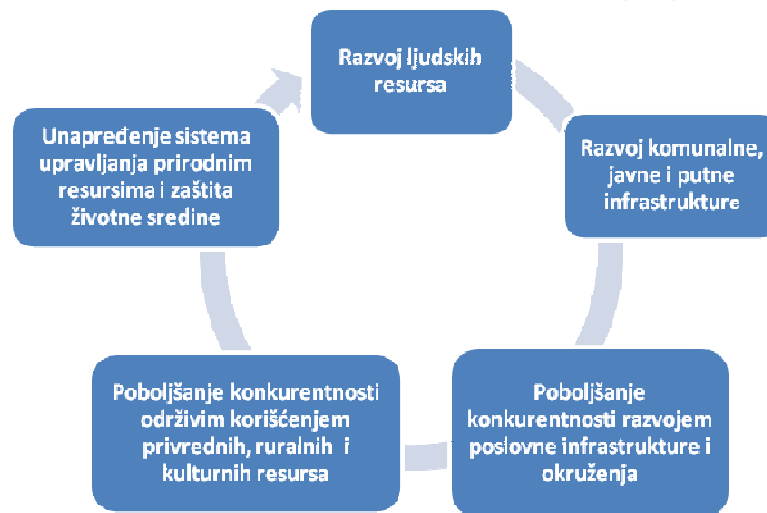 Razvoj ljudskih
resursa
Razvoj komunalne,
javne i putne
infrastrukture
Poboljšanje
konkurentnosti razvojem
poslovne infrastrukture i
okruženja
Poboljšanje konkurentnosti
održivim korišćenjem
privrednih, ruralnih i
kulturnih resursa
Unapređenje sistema
upravljanja prirodnim
resursima i zaštita
životne sredine